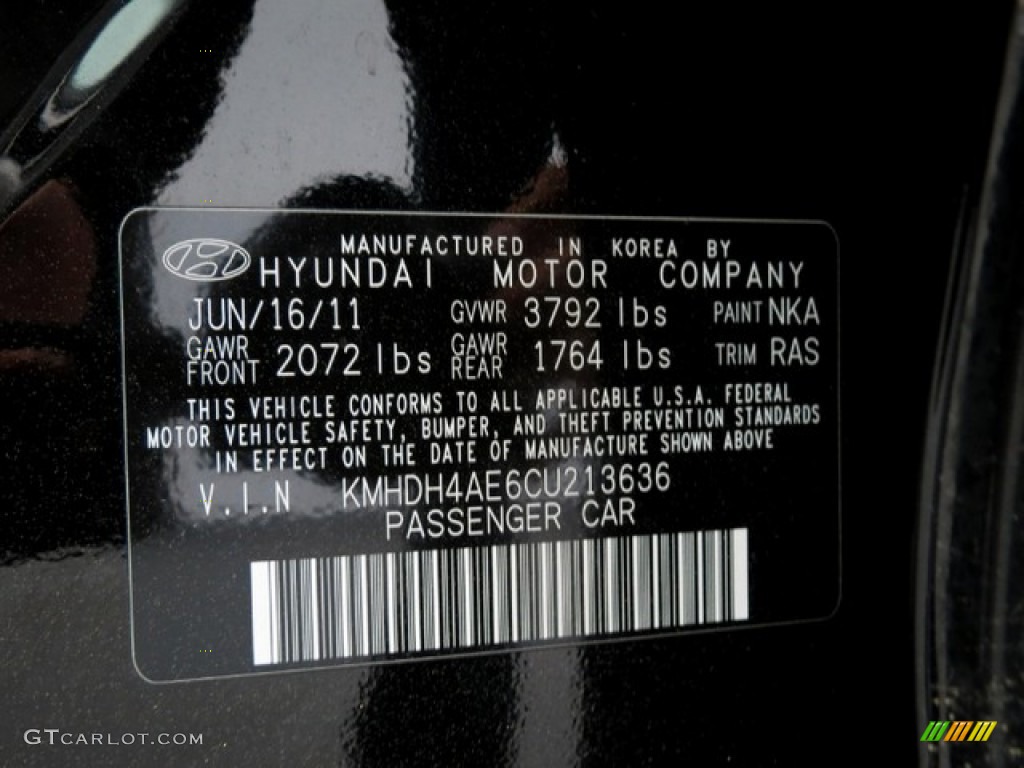 MANUFACTURED IN KOREA BY
HYUNDAI MOTOR COMPANY
JUN/16/11 GVWR 3792 lbs PAINT NKA
GAWR FRONT 2072 lbs GAWR REAR 1764 lbs TRIM RAS
THIS VEHICLE CONFORMS TO ALL APPLICABLE U.S.A. FEDERAL
MOTOR VEHICLE SAFETY, BUMPER, AND THEFT PREVENTION STANDARDS
IN EFFECT ON THE DATE OF MANUFACTURE SHOWN ABOVE
V.I.N KMHDH4AE6CU213636
PASSENGER CAR
GTCARLOT.COM